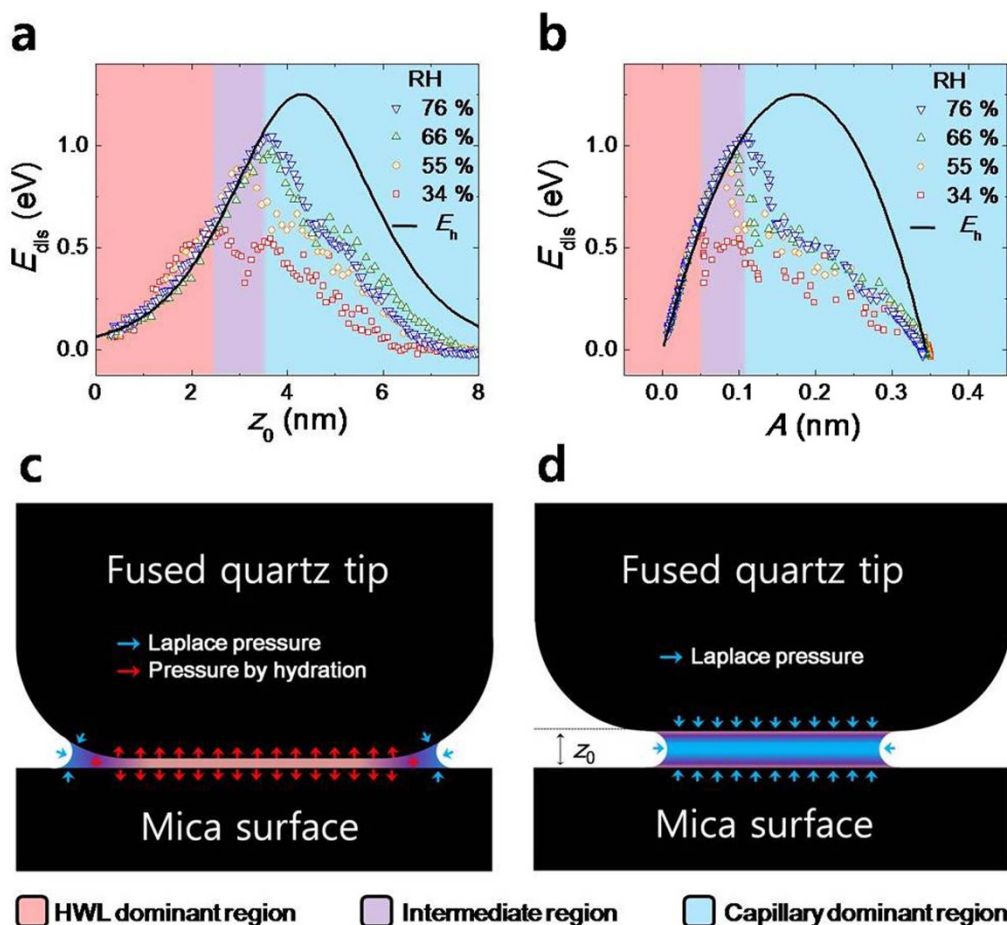 a
RH
76 %
66 %
55 %
34 %
E_h
E_dis (eV)
1.0
0.5
0.0
0 2 4 6 8
z_0 (nm)
b
RH
76 %
66 %
55 %
34 %
E_h
E_dis (eV)
1.0
0.5
0.0
0.0 0.1 0.2 0.3 0.4
A (nm)
c
Fused quartz tip
Laplace pressure
Pressure by hydration
Mica surface
d
Fused quartz tip
Laplace pressure
z_0
Mica surface
HWL dominant region
Intermediate region
Capillary dominant region